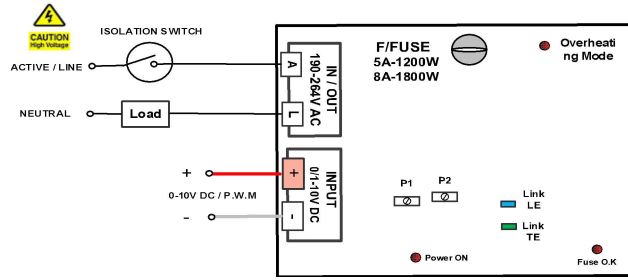 CAUTION
High Voltage
ISOLATION SWITCH
ACTIVE / LINE
NEUTRAL
Load
A
L
IN / OUT
190-264V AC
F/FUSE
5A-1200W
8A-1800W
Overheati
ng Mode
+
0-10V DC / P.W.M
-
+
-
INPUT
0/1-10V DC
P1
P2
Link
LE
Link
TE
Power ON
Fuse O.K